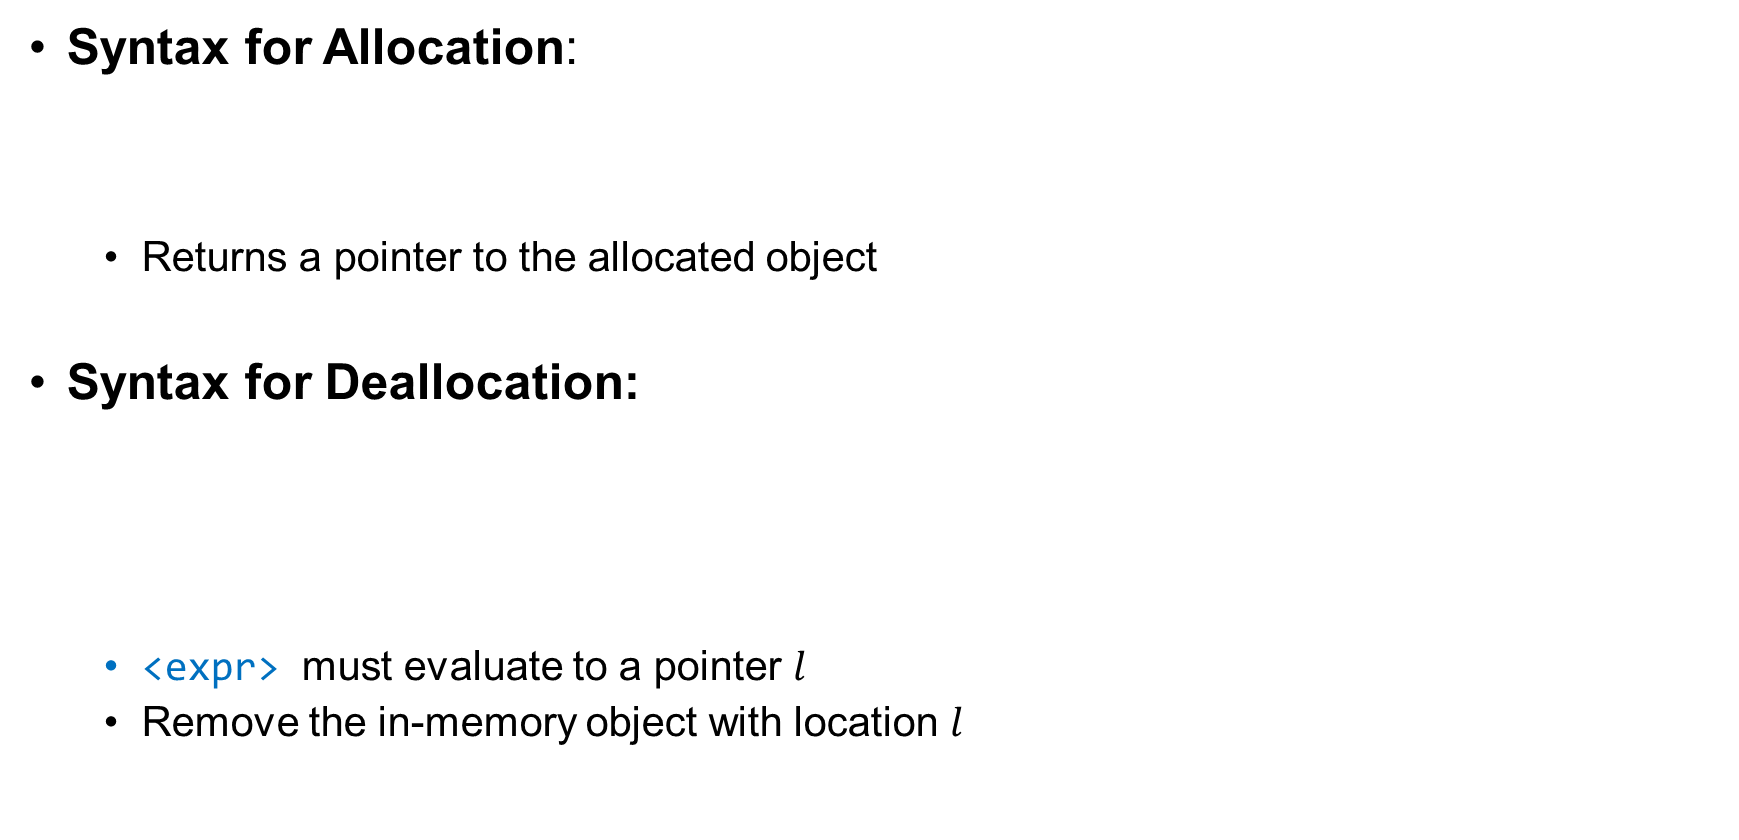 • Syntax for Allocation:
• Returns a pointer to the allocated object
• Syntax for Deallocation:
• <expr> must evaluate to a pointer l
• Remove the in-memory object with location l